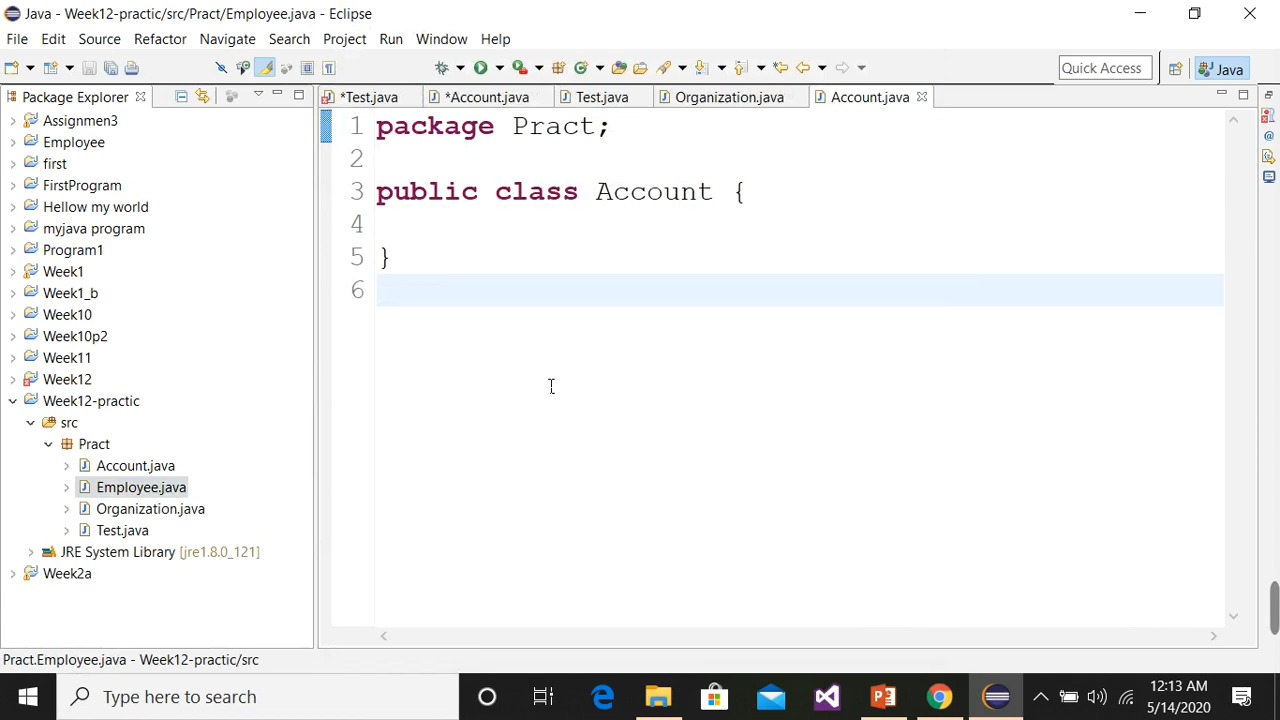 Java - Week12-practic/src/Pract/Employee.java - Eclipse
File Edit Source Refactor Navigate Search Project Run Window Help
Quick Access Java
Package Explorer
*Test.java *Account.java Test.java Organization.java Account.java
Assignmen3
Employee
first
FirstProgram
Hellow my world
myjava program
Program1
Week1
Week1_b
Week10
Week10p2
Week11
Week12
Week12-practic
src
Pract
Account.java
Employee.java
Organization.java
Test.java
JRE System Library [jre1.8.0_121]
Week2a
1 package Pract;
2
3 public class Account {
4
5 }
6
Pract.Employee.java - Week12-practic/src
Type here to search
12:13 AM
5/14/2020